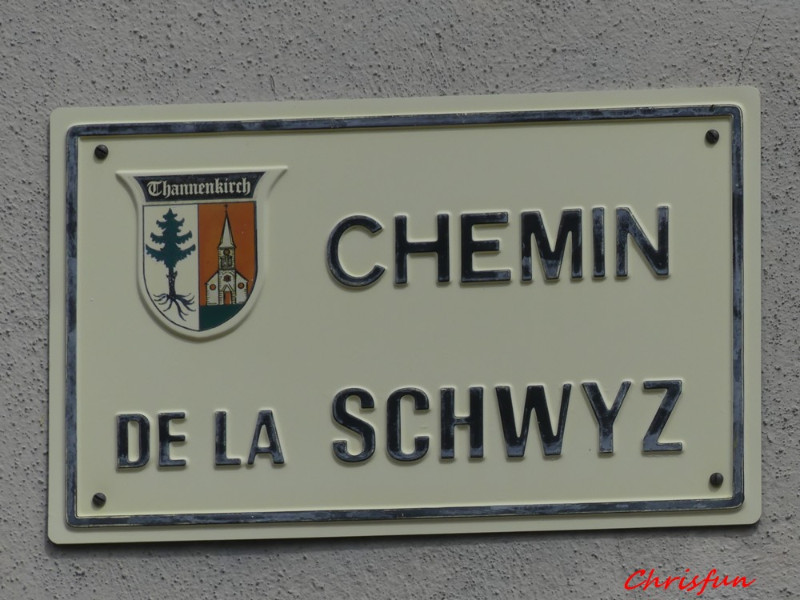 Thannenkirch
CHEMIN
DE LA SCHWYZ
Chrisfun